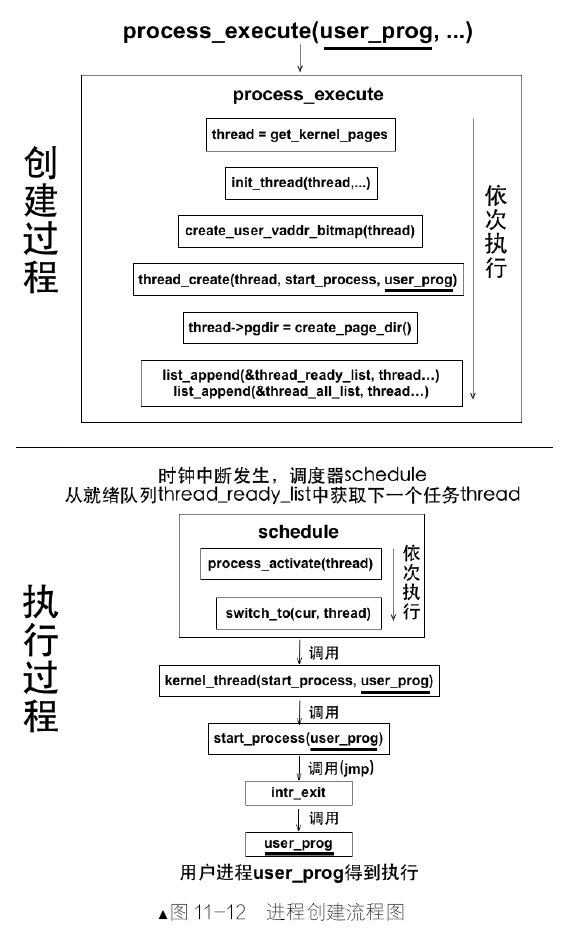 process_execute(user_prog, ...)
创建过程
process_execute
thread = get_kernel_pages
init_thread(thread,...)
create_user_vaddr_bitmap(thread)
thread_create(thread, start_process, user_prog)
thread->pgdir = create_page_dir()
list_append(&thread_ready_list, thread…)
list_append(&thread_all_list, thread…)
依次执行
时钟中断发生，调度器schedule
从就绪队列thread_ready_list中获取下一个任务thread
执行过程
schedule
process_activate(thread)
switch_to(cur, thread)
依次执行
调用
kernel_thread(start_process, user_prog)
调用
start_process(user_prog)
调用(jmp)
intr_exit
调用
user_prog
用户进程user_prog得到执行
▲图 11-12 进程创建流程图